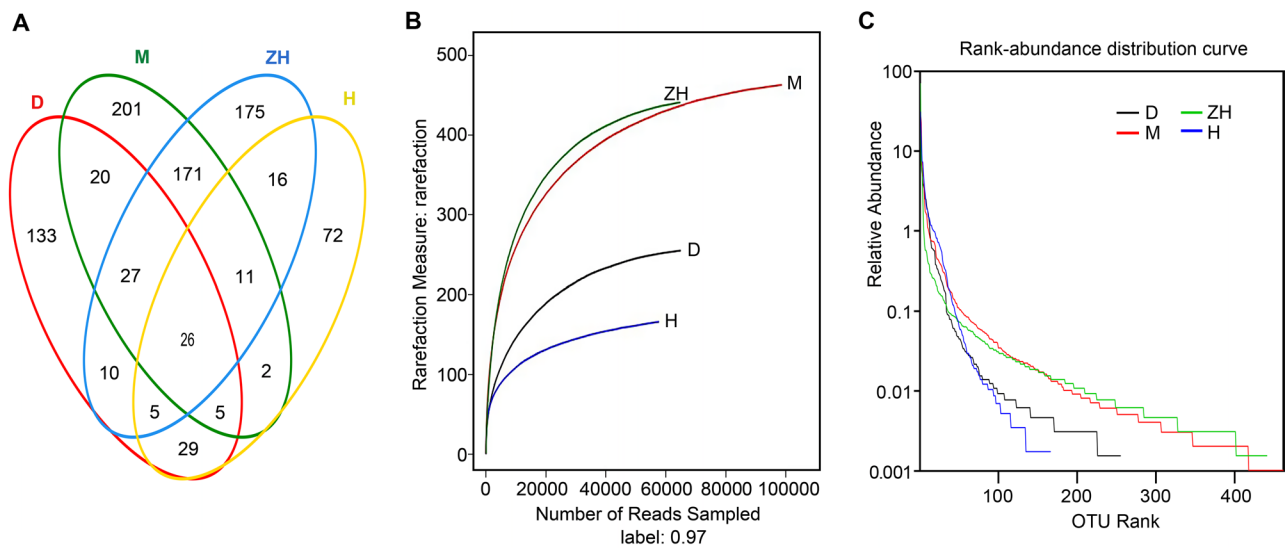 A
D
M
ZH
H
201
175
20
171
16
133
72
27
11
26
10
2
5
5
29
B
Rarefaction Measure: rarefaction
500
400
300
200
100
0
ZH
M
D
H
0 20000 40000 60000 80000 100000
Number of Reads Sampled
label: 0.97
C
Rank-abundance distribution curve
Relative Abundance
100
10
1
0.1
0.01
0.001
D ZH
M H
100 200 300 400
OTU Rank